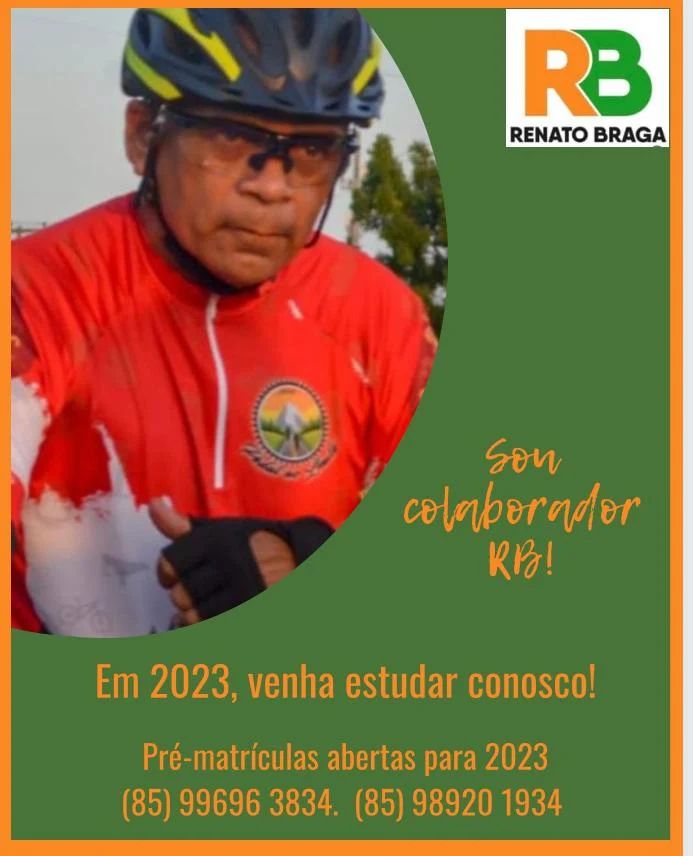 RB
RENATO BRAGA
Sou
colaborador
RB!
Em 2023, venha estudar conosco!
Pré-matrículas abertas para 2023
(85) 99696 3834. (85) 98920 1934